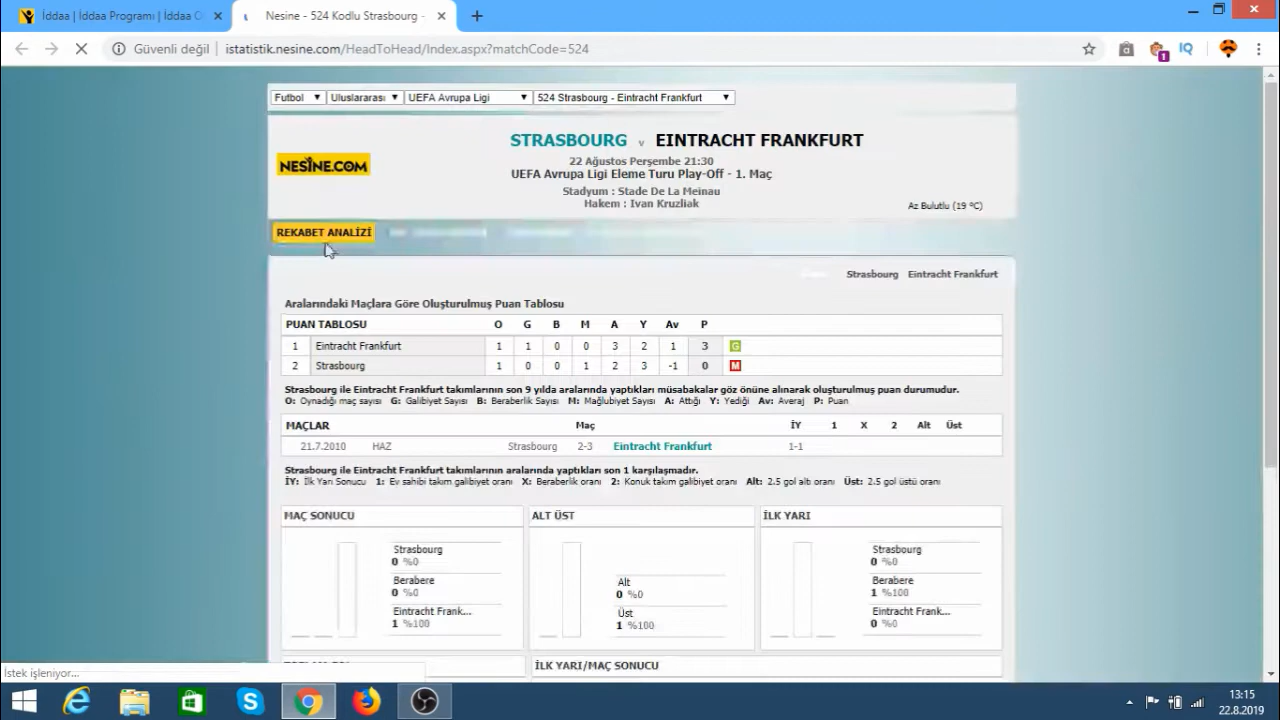 İddaa | İddaa Programı | İddaa O
Nesine - 524 Kodlu Strasbourg -
Güvenli değil
istatistik.nesine.com/HeadToHead/Index.aspx?matchCode=524
IQ
1
Futbol
Uluslararası
UEFA Avrupa Ligi
524 Strasbourg - Eintracht Frankfurt
STRASBOURG v EINTRACHT FRANKFURT
NESİNE.COM
22 Ağustos Perşembe 21:30
UEFA Avrupa Ligi Eleme Turu Play-Off - 1. Maç
Stadyum : Stade De La Meinau
Hakem : Ivan Kruzliak
Az Bulutlu (19 ºC)
REKABET ANALİZİ
Strasbourg Eintracht Frankfurt
Aralarındaki Maçlara Göre Oluşturulmuş Puan Tablosu
PUAN TABLOSU O G B M A Y Av P
1 Eintracht Frankfurt 1 1 0 0 3 2 1 3 G
2 Strasbourg 1 0 0 1 2 3 -1 0 M
Strasbourg ile Eintracht Frankfurt takımlarının son 9 yılda aralarında yaptıkları müsabakalar göz önüne alınarak oluşturulmuş puan durumudur.
O: Oynadığı maç sayısı G: Galibiyet Sayısı B: Beraberlik Sayısı M: Mağlubiyet Sayısı A: Attığı Y: Yediği Av: Averaj P: Puan
MAÇLAR Maç İY 1 X 2 Alt Üst
21.7.2010 HAZ Strasbourg 2-3 Eintracht Frankfurt 1-1
Strasbourg ile Eintracht Frankfurt takımlarının aralarında yaptıkları son 1 karşılaşmadır.
İY: İlk Yarı Sonucu 1: Ev sahibi takım galibiyet oranı X: Beraberlik oranı 2: Konuk takım galibiyet oranı Alt: 2.5 gol altı oranı Üst: 2.5 gol üstü oranı
MAÇ SONUCU
Strasbourg
0 %0
Berabere
0 %0
Eintracht Frank...
1 %100
ALT ÜST
Alt
0 %0
Üst
1 %100
İLK YARI
Strasbourg
0 %0
Berabere
1 %100
Eintracht Frank...
0 %0
İLK YARI/MAÇ SONUCU
İstek işleniyor...
13:15
22.8.2019